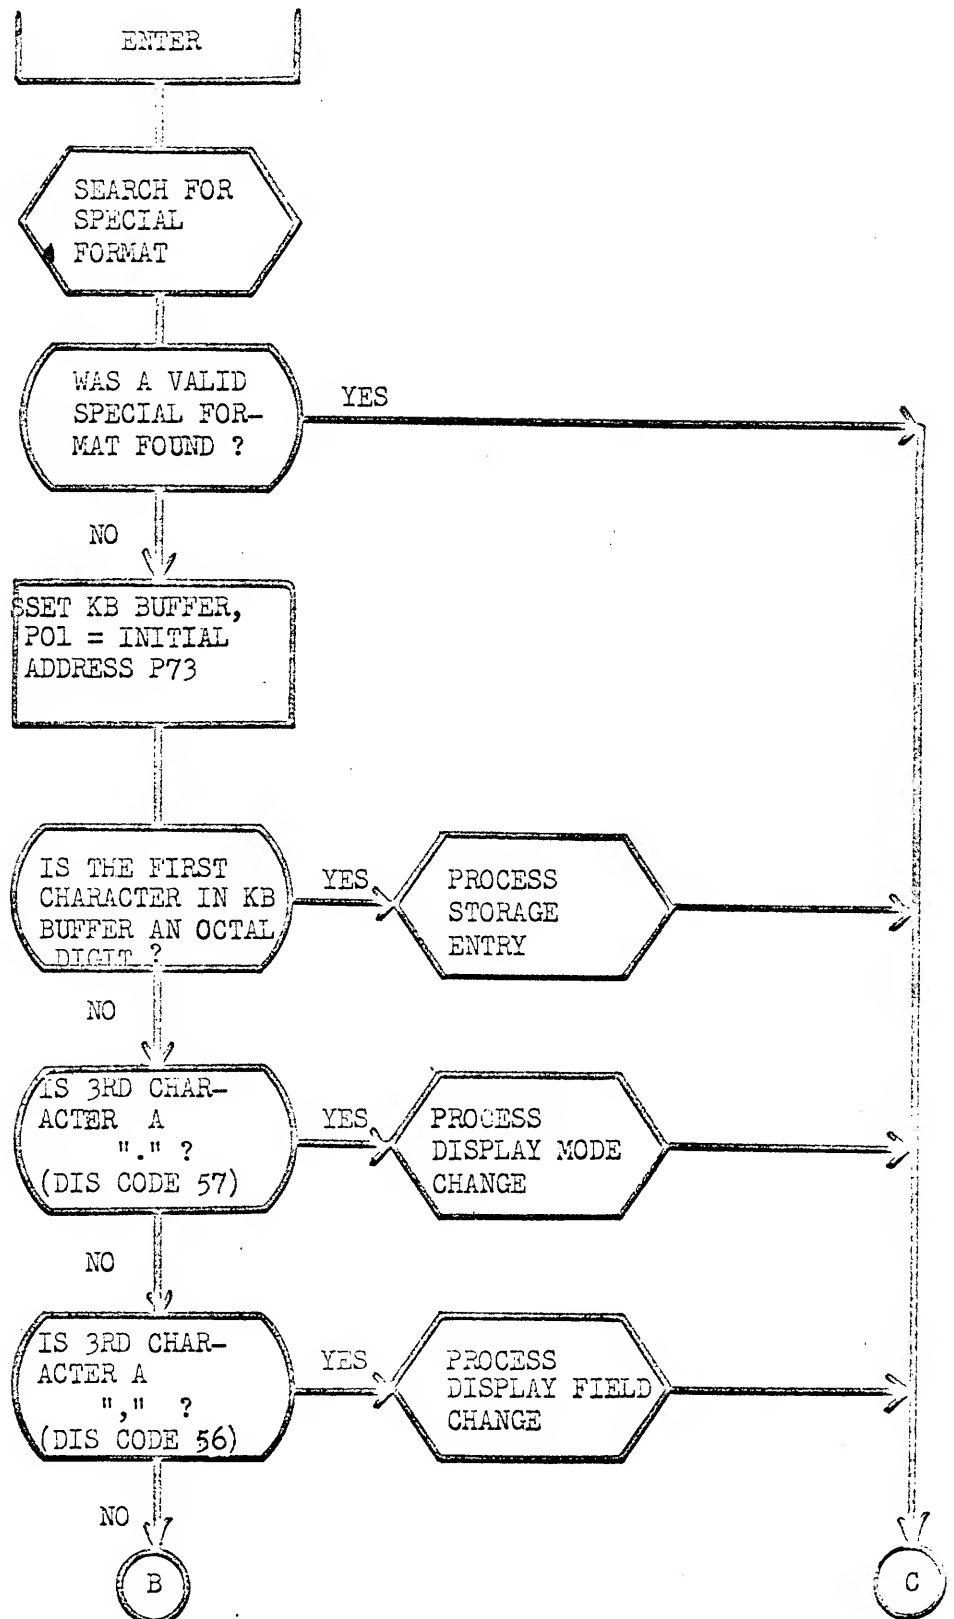 ENTER
SEARCH FOR
SPECIAL
FORMAT
WAS A VALID
SPECIAL FOR-
MAT FOUND ?
YES
NO
SSET KB BUFFER,
PO1 = INITIAL
ADDRESS P73
IS THE FIRST
CHARACTER IN KB
BUFFER AN OCTAL
DIGIT ?
YES
PROCESS
STORAGE
ENTRY
NO
IS 3RD CHAR-
ACTER A
"." ?
(DIS CODE 57)
YES
PROCESS
DISPLAY MODE
CHANGE
NO
IS 3RD CHAR-
ACTER A
"," ?
(DIS CODE 56)
YES
PROCESS
DISPLAY FIELD
CHANGE
NO
B
C